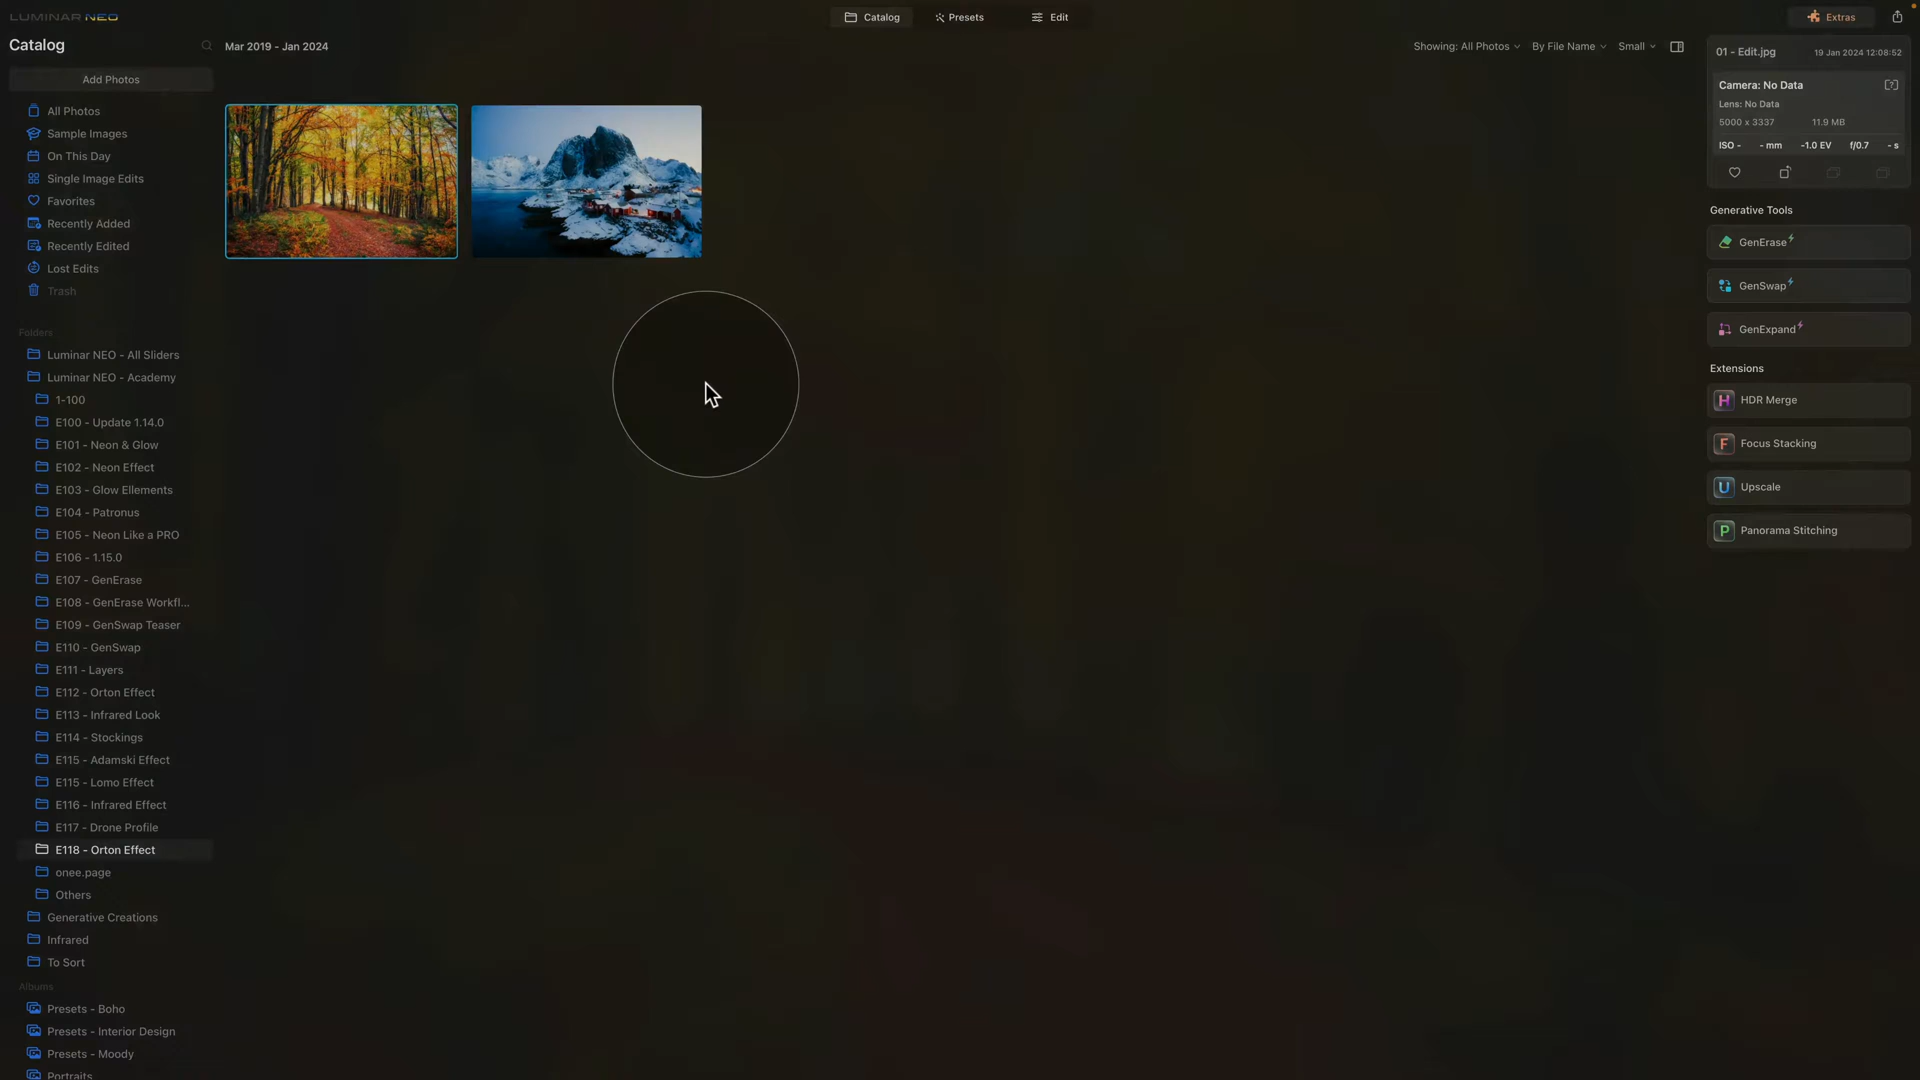 LUMINAR NEO
Catalog
Presets
Edit
Extras
Catalog
Mar 2019 - Jan 2024
Showing: All Photos
By File Name
Small
Add Photos
All Photos
Sample Images
On This Day
Single Image Edits
Favorites
Recently Added
Recently Edited
Lost Edits
Trash
Folders
Luminar NEO - All Sliders
Luminar NEO - Academy
1-100
E100 - Update 1.14.0
E101 - Neon & Glow
E102 - Neon Effect
E103 - Glow Ellements
E104 - Patronus
E105 - Neon Like a PRO
E106 - 1.15.0
E107 - GenErase
E108 - GenErase Workfl...
E109 - GenSwap Teaser
E110 - GenSwap
E111 - Layers
E112 - Orton Effect
E113 - Infrared Look
E114 - Stockings
E115 - Adamski Effect
E115 - Lomo Effect
E116 - Infrared Effect
E117 - Drone Profile
E118 - Orton Effect
onee.page
Others
Generative Creations
Infrared
To Sort
Albums
Presets - Boho
Presets - Interior Design
Presets - Moody
Portraits
01 - Edit.jpg 19 Jan 2024 12:08:52
Camera: No Data
Lens: No Data
5000 x 3337 11.9 MB
ISO - - mm -1.0 EV f/0.7 - s
Generative Tools
GenErase
GenSwap
GenExpand
Extensions
H HDR Merge
F Focus Stacking
U Upscale
P Panorama Stitching